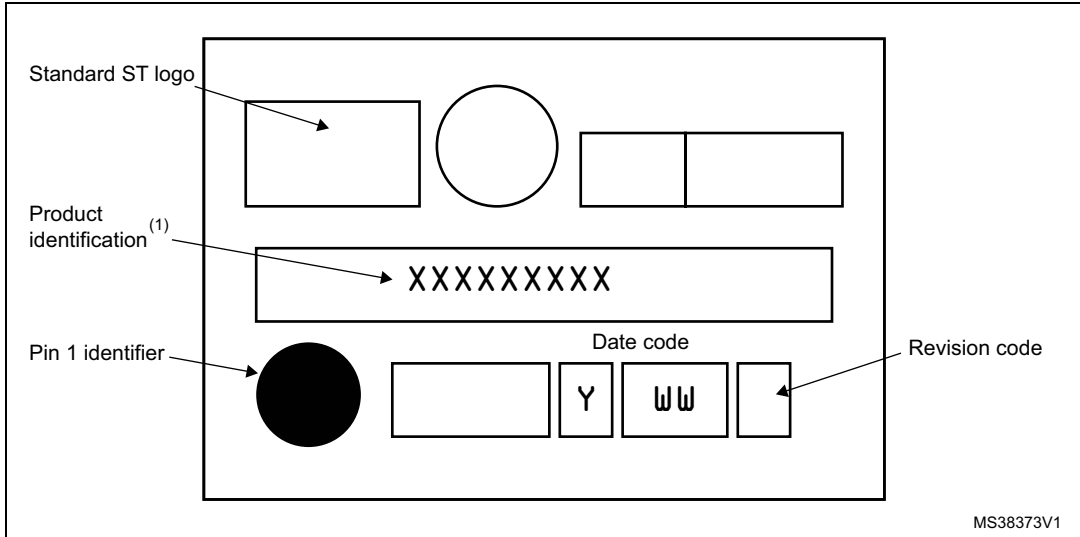 Standard ST logo
Product
identification (1)
XXXXXXXXX
Date code
Pin 1 identifier
Revision code
Y
WW
MS38373V1